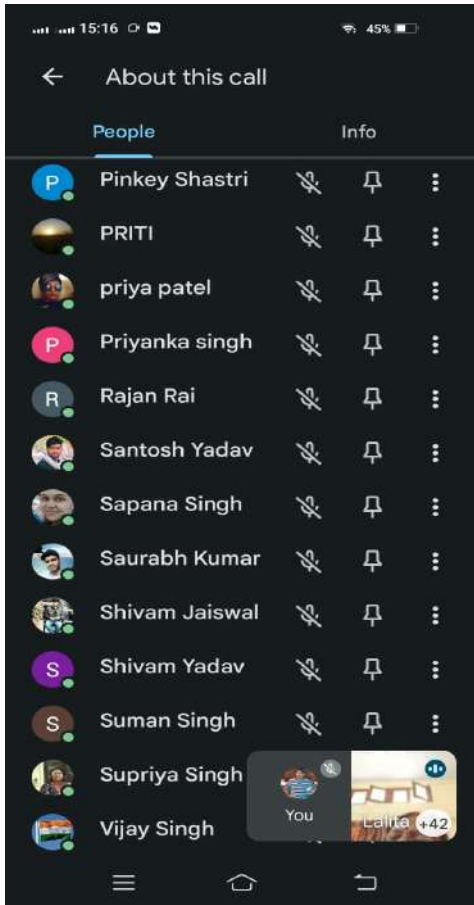 15:16 45%
About this call
People Info
P Pinkey Shastri
PRITI
priya patel
P Priyanka singh
R Rajan Rai
Santosh Yadav
Sapana Singh
Saurabh Kumar
Shivam Jaiswal
S Shivam Yadav
S Suman Singh
Supriya Singh
You Lalita +42
Vijay Singh